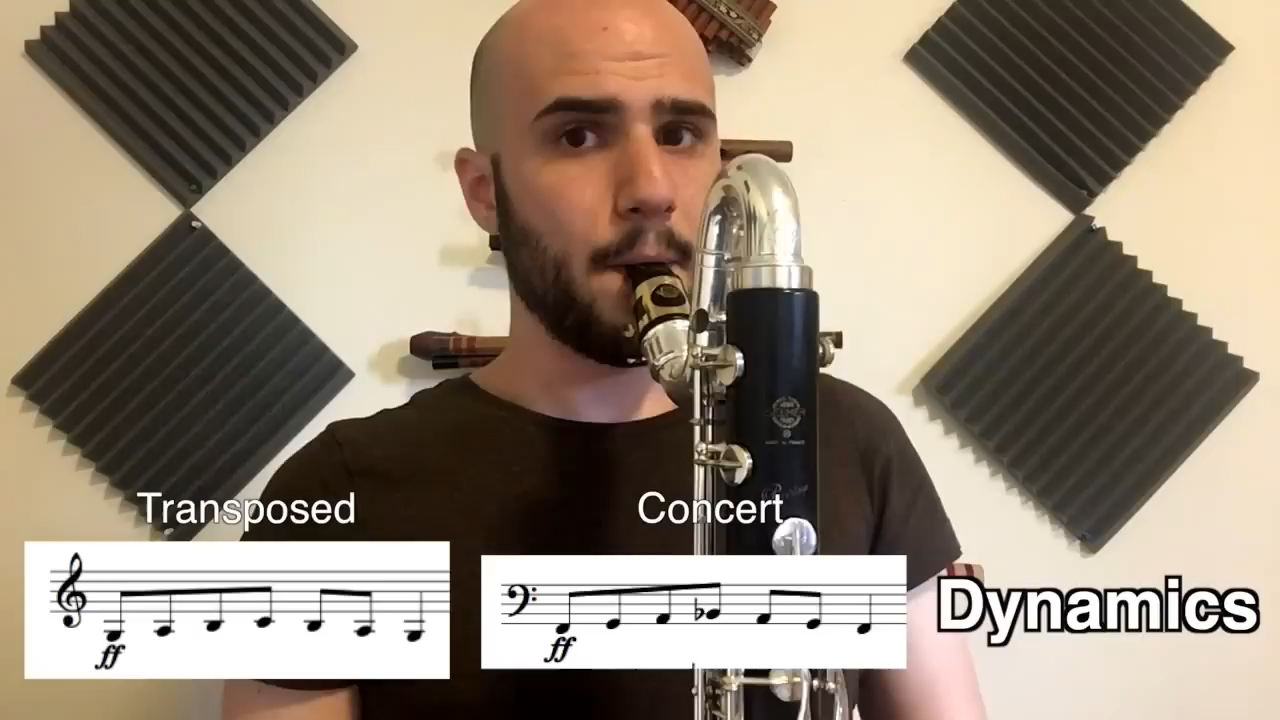 Transposed
Concert
ff
ff
Dynamics